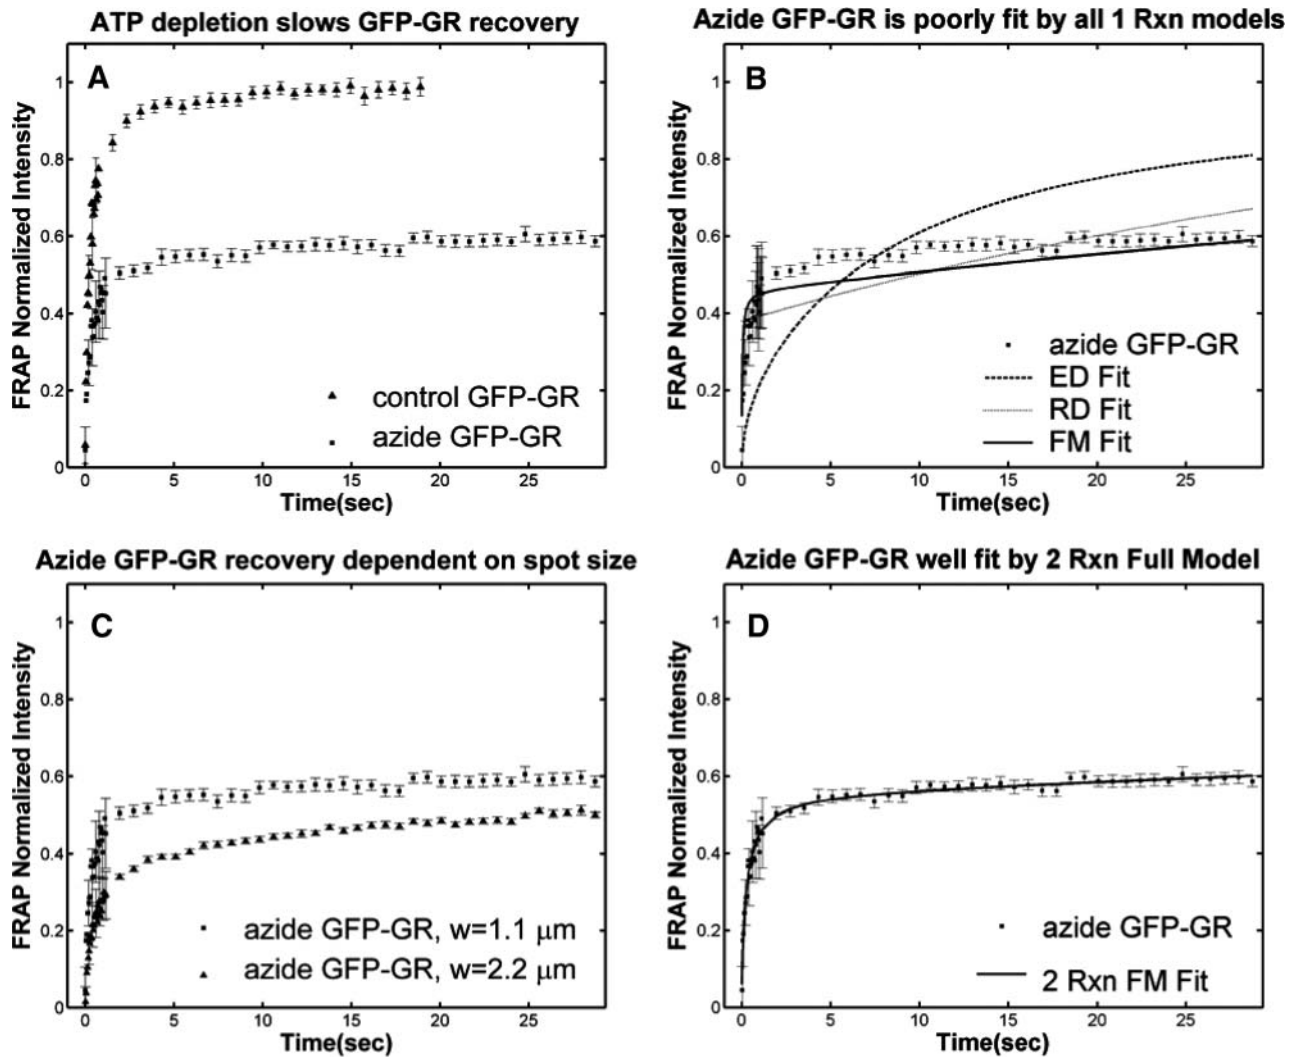 ATP depletion slows GFP-GR recovery
A
FRAP Normalized Intensity
1
0.8
0.6
0.4
0.2
0
0 5 10 15 20 25
Time(sec)
control GFP-GR
azide GFP-GR
Azide GFP-GR is poorly fit by all 1 Rxn models
B
FRAP Normalized Intensity
1
0.8
0.6
0.4
0.2
0
0 5 10 15 20 25
Time(sec)
azide GFP-GR
ED Fit
RD Fit
FM Fit
Azide GFP-GR recovery dependent on spot size
C
FRAP Normalized Intensity
1
0.8
0.6
0.4
0.2
0
0 5 10 15 20 25
Time(sec)
azide GFP-GR, w=1.1 μm
azide GFP-GR, w=2.2 μm
Azide GFP-GR well fit by 2 Rxn Full Model
D
FRAP Normalized Intensity
1
0.8
0.6
0.4
0.2
0
0 5 10 15 20 25
Time(sec)
azide GFP-GR
2 Rxn FM Fit